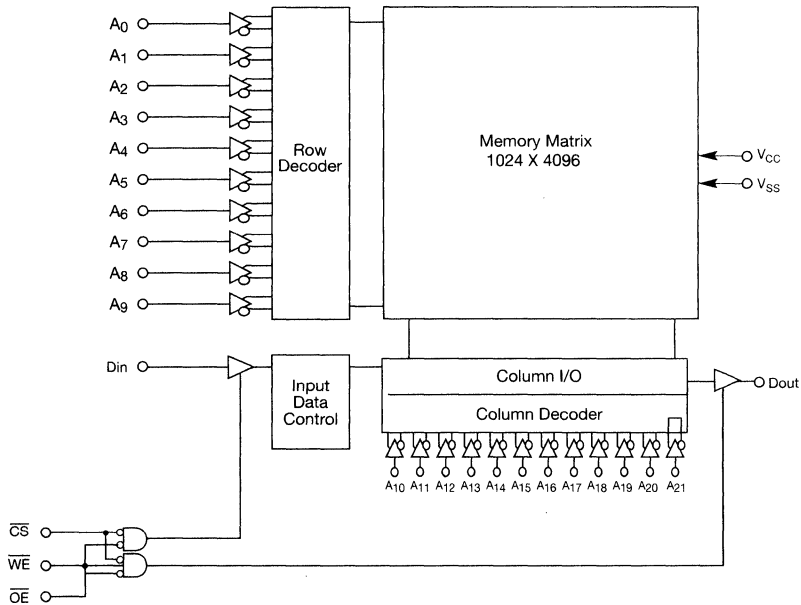 A0
A1
A2
A3
A4
A5
A6
A7
A8
A9
Row
Decoder
Memory Matrix
1024 X 4096
VCC
VSS
Din
Input
Data
Control
Column I/O
Column Decoder
Dout
A10 A11 A12 A13 A14 A15 A16 A17 A18 A19 A20 A21
CS
WE
OE